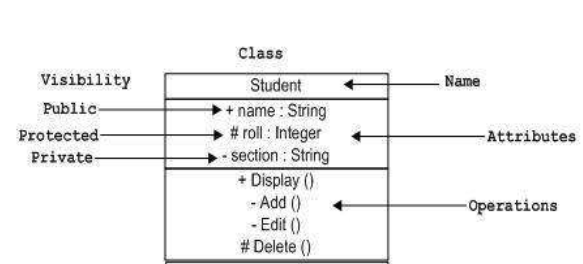 Class
Visibility
Student
Name
Public
+ name : String
Protected
# roll : Integer
Attributes
Private
- section : String
+ Display ()
- Add ()
Operations
- Edit ()
# Delete ()